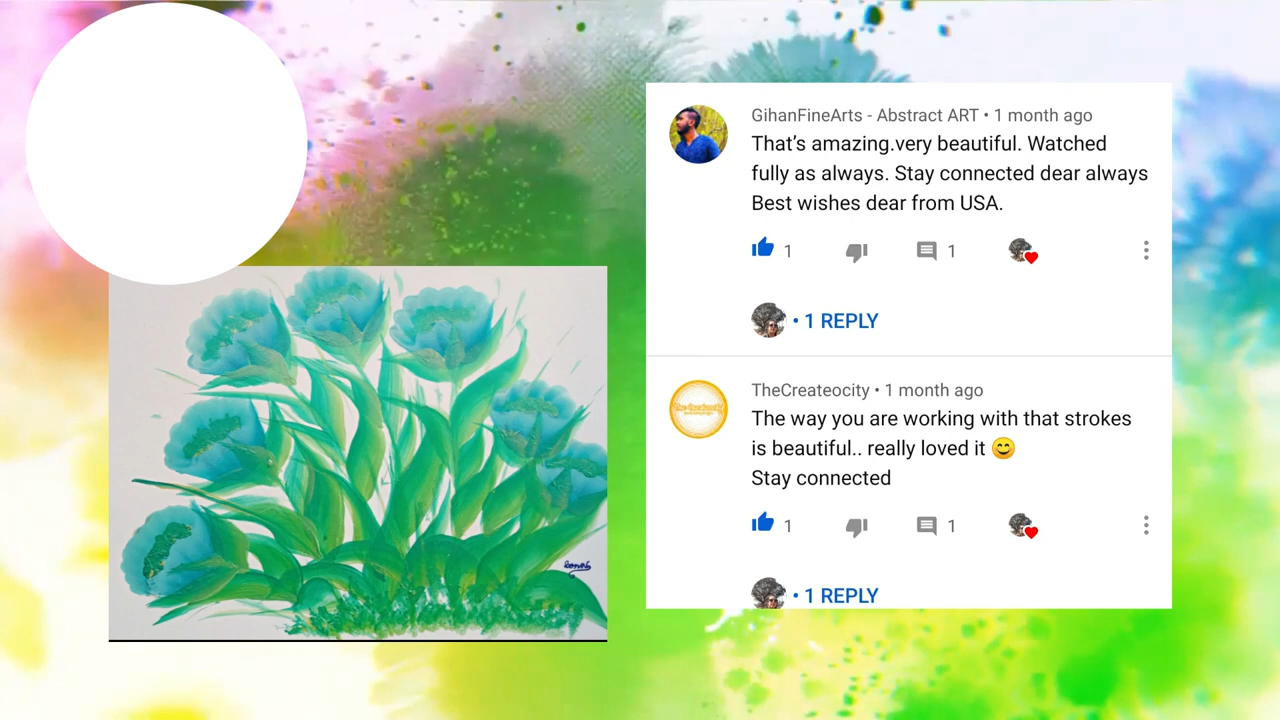 GihanFineArts - Abstract ART • 1 month ago
That's amazing.very beautiful. Watched
fully as always. Stay connected dear always
Best wishes dear from USA.
1 1
• 1 REPLY
TheCreateocity • 1 month ago
The way you are working with that strokes
is beautiful.. really loved it 😊
Stay connected
1 1
• 1 REPLY